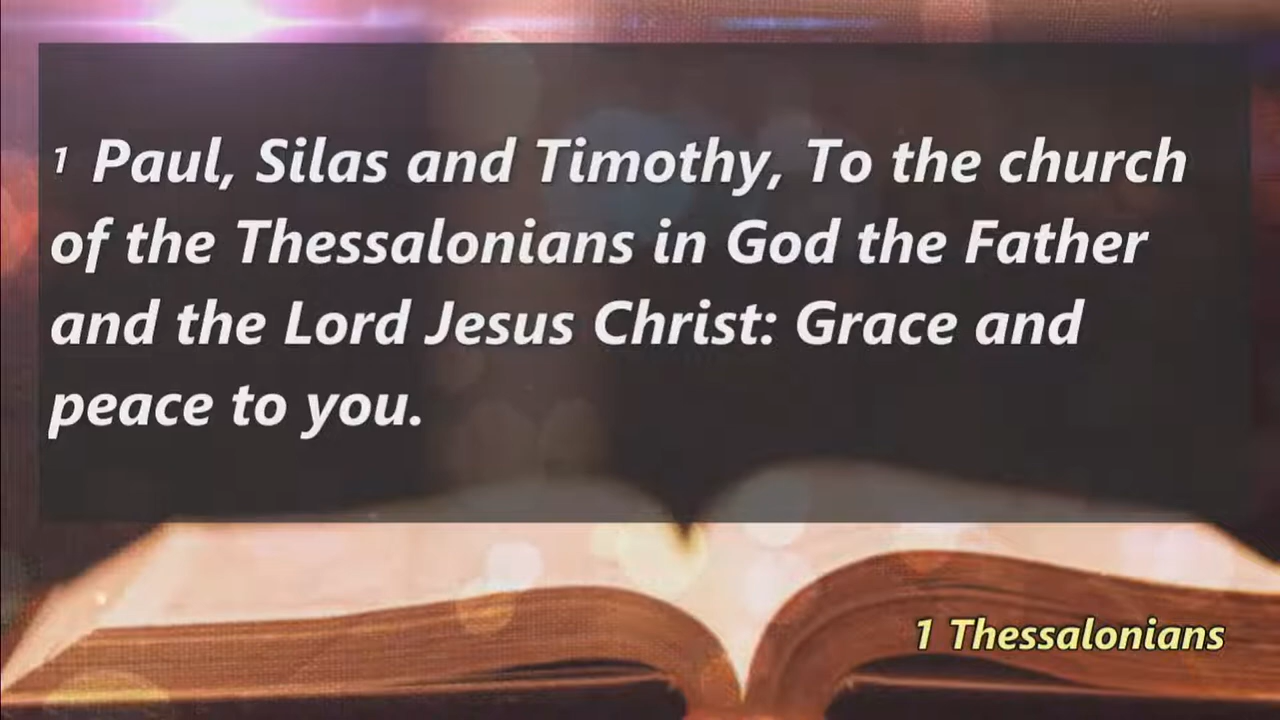 1 Paul, Silas and Timothy, To the church
of the Thessalonians in God the Father
and the Lord Jesus Christ: Grace and
peace to you.
1 Thessalonians